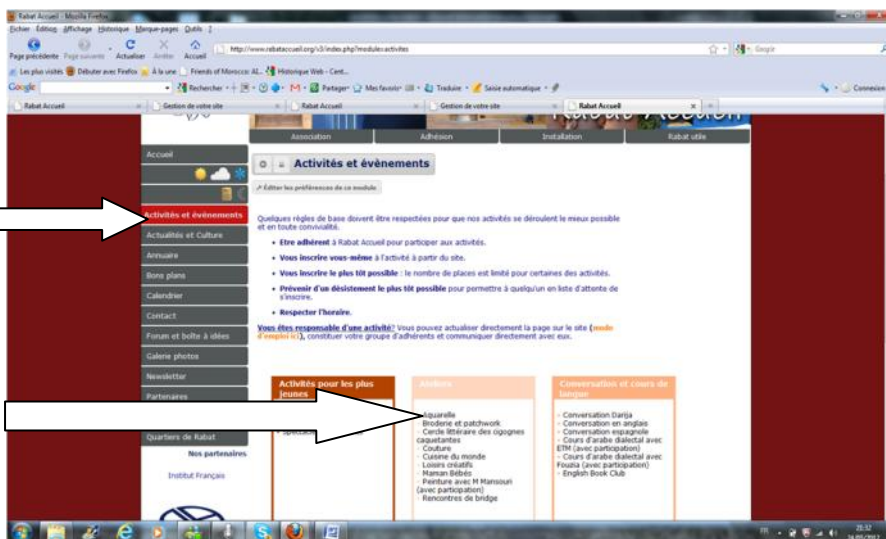 Rabat Accueil - Mozilla Firefox
Fichier Édition Affichage Historique Marque-pages Outils ?
Page précédente Page suivante Actualiser Arrêter Accueil
http://www.rabataccueil.org/v3/index.php?module=activites
Google
Les plus visités Débuter avec Firefox À la une Friends of Morocco: AL... Historique Web - Cent...
Google Rechercher Partager Mes favoris Traduire Saisie automatique Connexion
Rabat Accueil Gestion de votre site Rabat Accueil Gestion de votre site Rabat Accueil
Association Adhésion Installation Rabat utile
Accueil
Activités et évènements
Actualités et Culture
Annuaire
Bons plans
Calendrier
Contact
Forum et boîte à idées
Galerie photos
Newsletter
Partenaires
Quartiers de Rabat
Nos partenaires
Institut Français
Activités et évènements
Éditer les préférences de ce module
Quelques règles de base doivent être respectées pour que nos activités se déroulent le mieux possible
et en toute convivialité.
• Etre adhérent à Rabat Accueil pour participer aux activités.
• Vous inscrire vous-même à l'activité à partir du site.
• Vous inscrire le plus tôt possible : le nombre de places est limité pour certaines des activités.
• Prévenir d'un désistement le plus tôt possible pour permettre à quelqu'un en liste d'attente de
s'inscrire.
• Respecter l'horaire.
Vous êtes responsable d'une activité? Vous pouvez actualiser directement la page sur le site (mode
d'emploi ici), constituer votre groupe d'adhérents et communiquer directement avec eux.
Activités pour les plus
jeunes
Ateliers
- Aquarelle
- Broderie et patchwork
- Cercle littéraire des cigognes
caquetantes
- Couture
- Cuisine du monde
- Loisirs créatifs
- Maman Bébés
- Peinture avec M Mansouri
(avec participation)
- Rencontres de bridge
Conversation et cours de
langue
- Conversation Darija
- Conversation en anglais
- Conversation espagnole
- Cours d'arabe dialectal avec
ETM (avec participation)
- Cours d'arabe dialectal avec
Fouzia (avec participation)
- English Book Club
FR
21:32